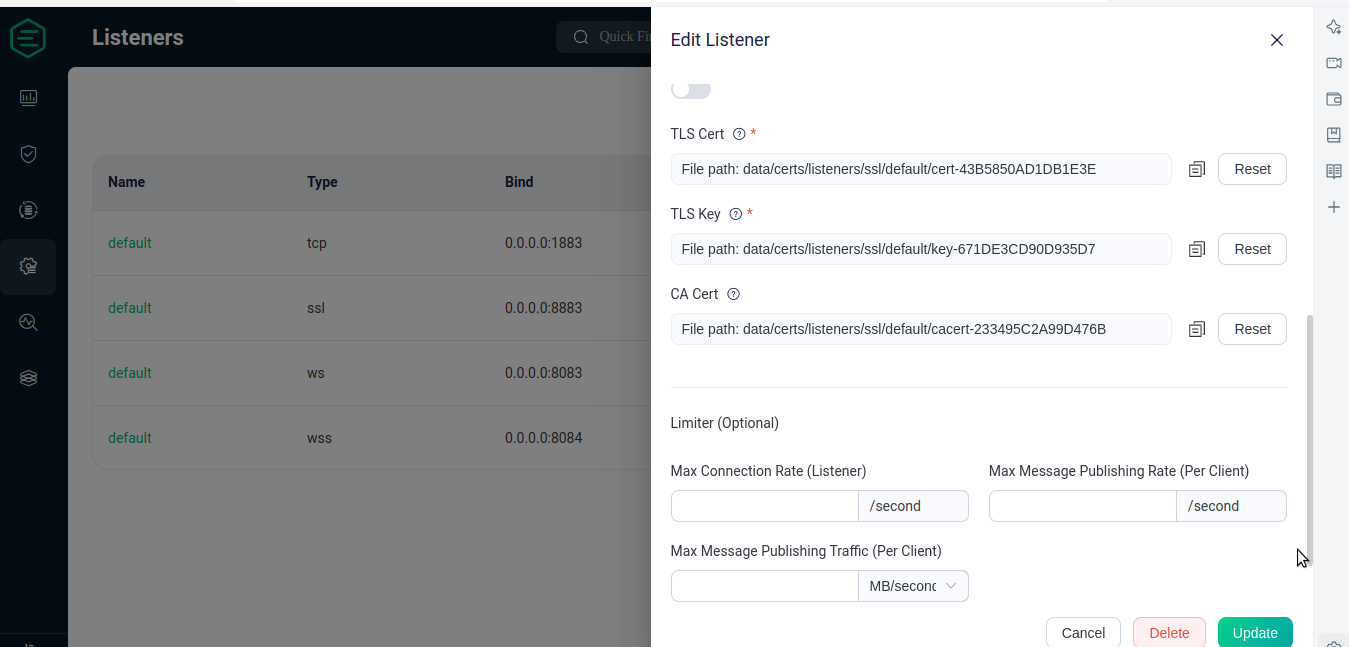 Listeners
Quick Fi
Name Type Bind
default tcp 0.0.0.0:1883
default ssl 0.0.0.0:8883
default ws 0.0.0.0:8083
default wss 0.0.0.0:8084
Edit Listener
TLS Cert ? *
File path: data/certs/listeners/ssl/default/cert-43B5850AD1DB1E3E
Reset
TLS Key ? *
File path: data/certs/listeners/ssl/default/key-671DE3CD90D935D7
Reset
CA Cert ?
File path: data/certs/listeners/ssl/default/cacert-233495C2A99D476B
Reset
Limiter (Optional)
Max Connection Rate (Listener) Max Message Publishing Rate (Per Client)
/second /second
Max Message Publishing Traffic (Per Client)
MB/second
Cancel Delete Update